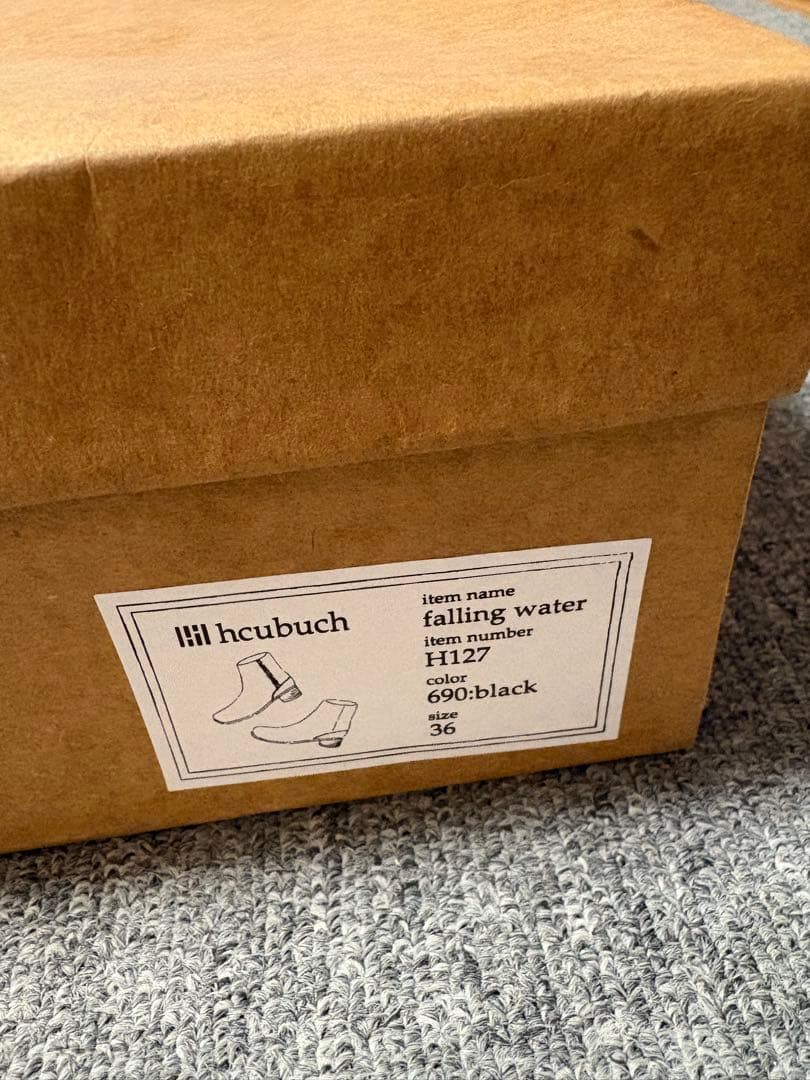 hcubuch
item name
falling water
item number
H127
color
690:black
size
36